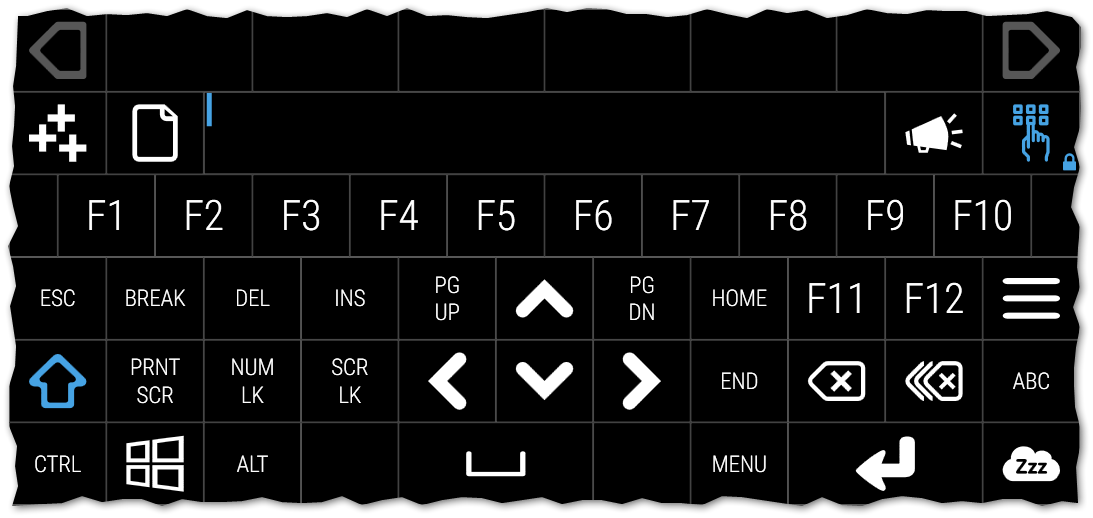 F1 F2 F3 F4 F5 F6 F7 F8 F9 F10
ESC BREAK DEL INS PG UP PG DN HOME F11 F12
PRNT SCR NUM LK SCR LK END ABC
CTRL ALT MENU Zzz